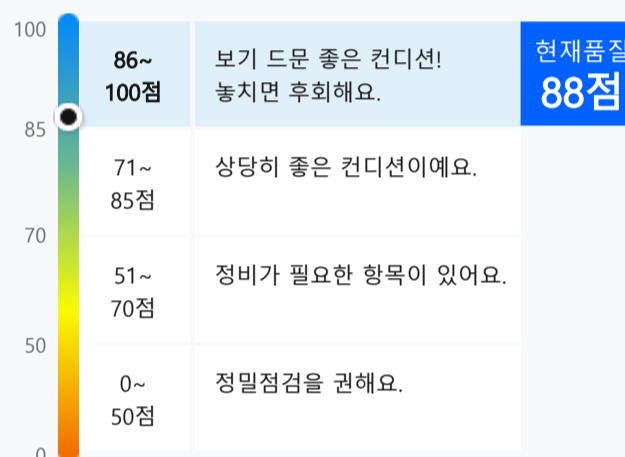 100
86~
100점
보기 드문 좋은 컨디션!
놓치면 후회해요.
현재품질
88점
85
71~
85점
상당히 좋은 컨디션이예요.
70
51~
70점
정비가 필요한 항목이 있어요.
50
0~
50점
정밀점검을 권해요.
0